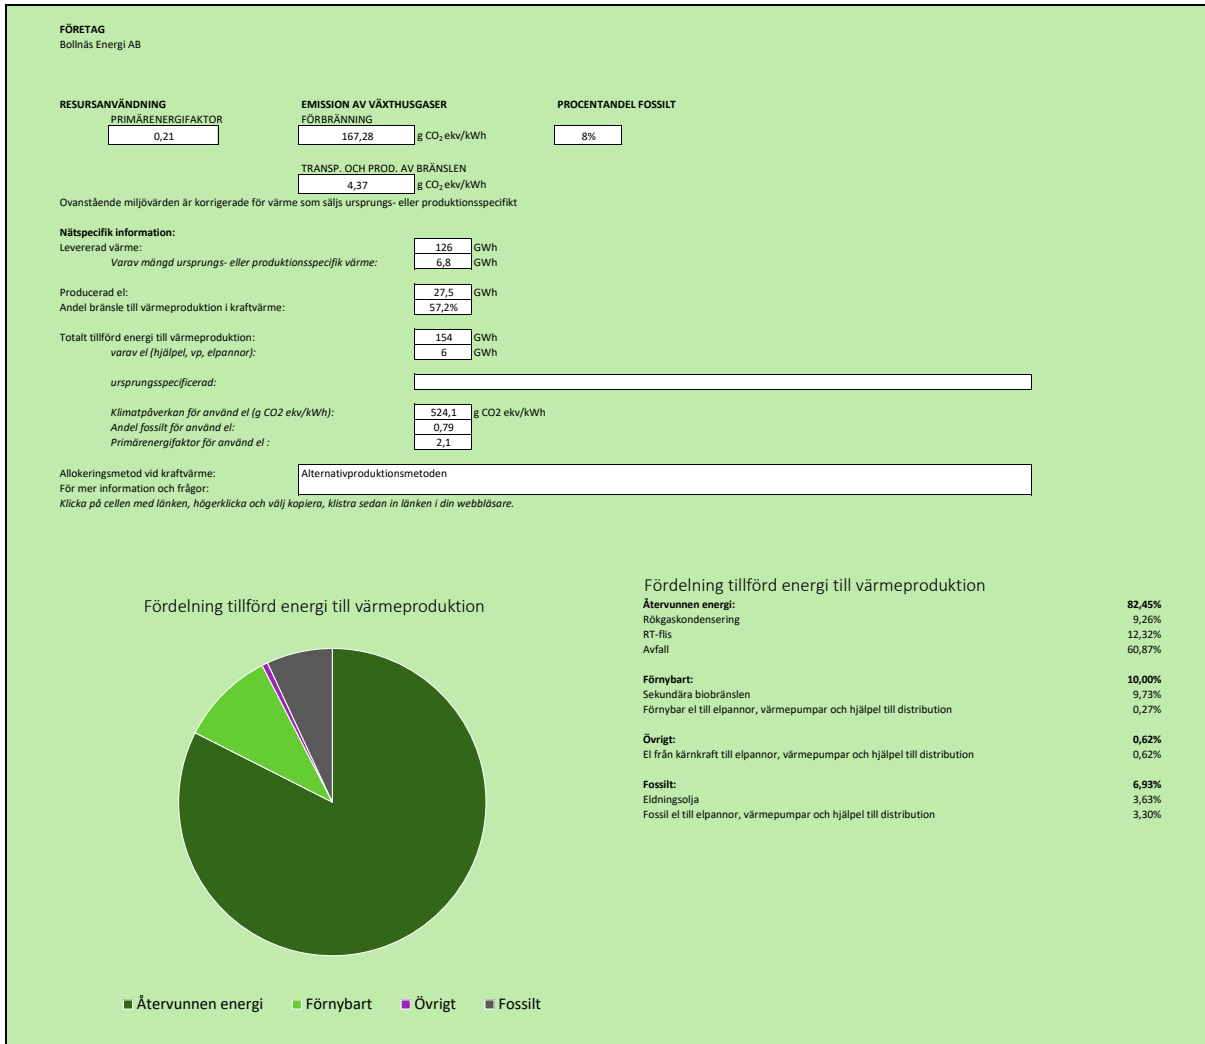 FÖRETAG
Bollnäs Energi AB
RESURSANVÄNDNING EMISSION AV VÄXTHUSGASER PROCENTANDEL FOSSILT
PRIMÄRENERGIFAKTOR FÖRBRÄNNING
0,21 167,28 g CO₂ ekv/kWh 8%
TRANSP. OCH PROD. AV BRÄNSLEN
4,37 g CO₂ ekv/kWh
Ovanstående miljövärden är korrigerade för värme som säljs ursprungs- eller produktionsspecifikt
Nätspecifik information:
Levererad värme: 126 GWh
Varav mängd ursprungs- eller produktionsspecifik värme: 6,8 GWh
Producerad el: 27,5 GWh
Andel bränsle till värmeproduktion i kraftvärme: 57,2%
Totalt tillförd energi till värmeproduktion: 154 GWh
varav el (hjälpel, vp, elpannor): 6 GWh
ursprungsspecificerad:
Klimatpåverkan för använd el (g CO2 ekv/kWh): 524,1 g CO2 ekv/kWh
Andel fossilt för använd el: 0,79
Primärenergifaktor för använd el : 2,1
Allokeringsmetod vid kraftvärme: Alternativproduktionsmetoden
För mer information och frågor:
Klicka på cellen med länken, högerklicka och välj kopiera, klistra sedan in länken i din webbläsare.
Fördelning tillförd energi till värmeproduktion
Återvunnen energi
Förnybart
Övrigt
Fossilt
Fördelning tillförd energi till värmeproduktion
Återvunnen energi: 82,45%
Rökgaskondensering 9,26%
RT-flis 12,32%
Avfall 60,87%
Förnybart: 10,00%
Sekundära biobränslen 9,73%
Förnybar el till elpannor, värmepumpar och hjälpel till distribution 0,27%
Övrigt: 0,62%
El från kärnkraft till elpannor, värmepumpar och hjälpel till distribution 0,62%
Fossilt: 6,93%
Eldningsolja 3,63%
Fossil el till elpannor, värmepumpar och hjälpel till distribution 3,30%